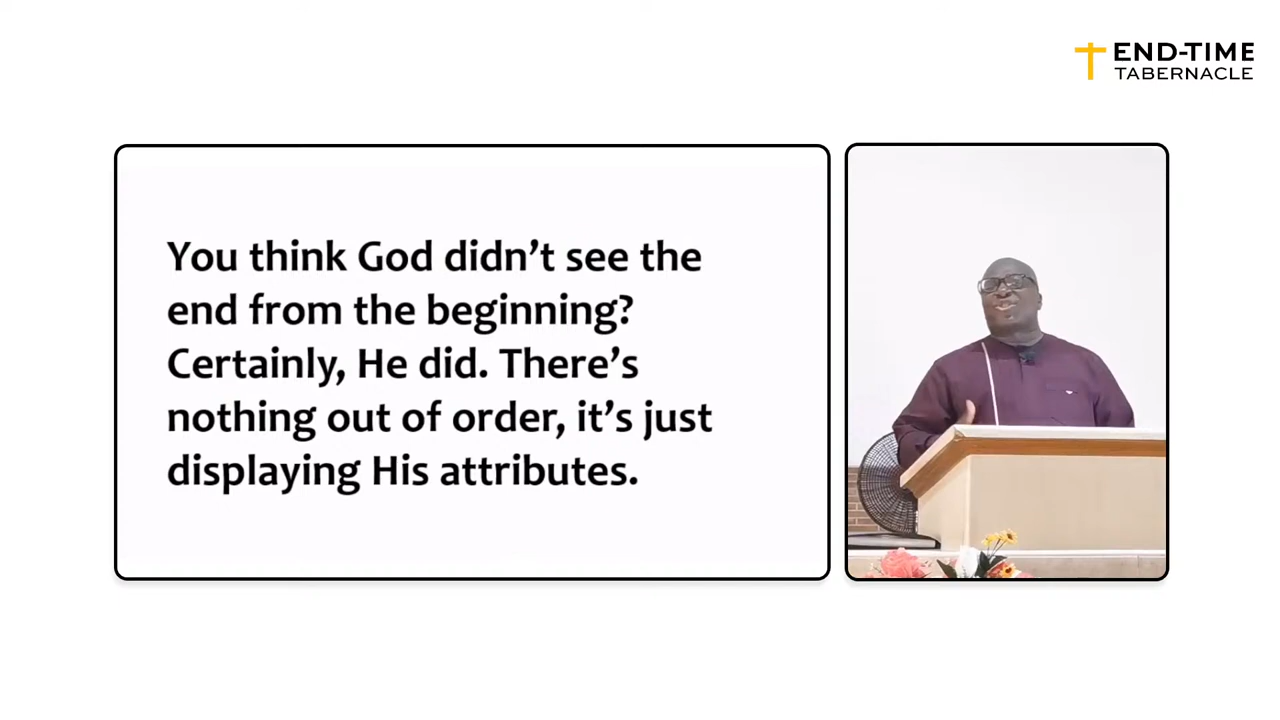 END-TIME
TABERNACLE
You think God didn’t see the
end from the beginning?
Certainly, He did. There’s
nothing out of order, it’s just
displaying His attributes.